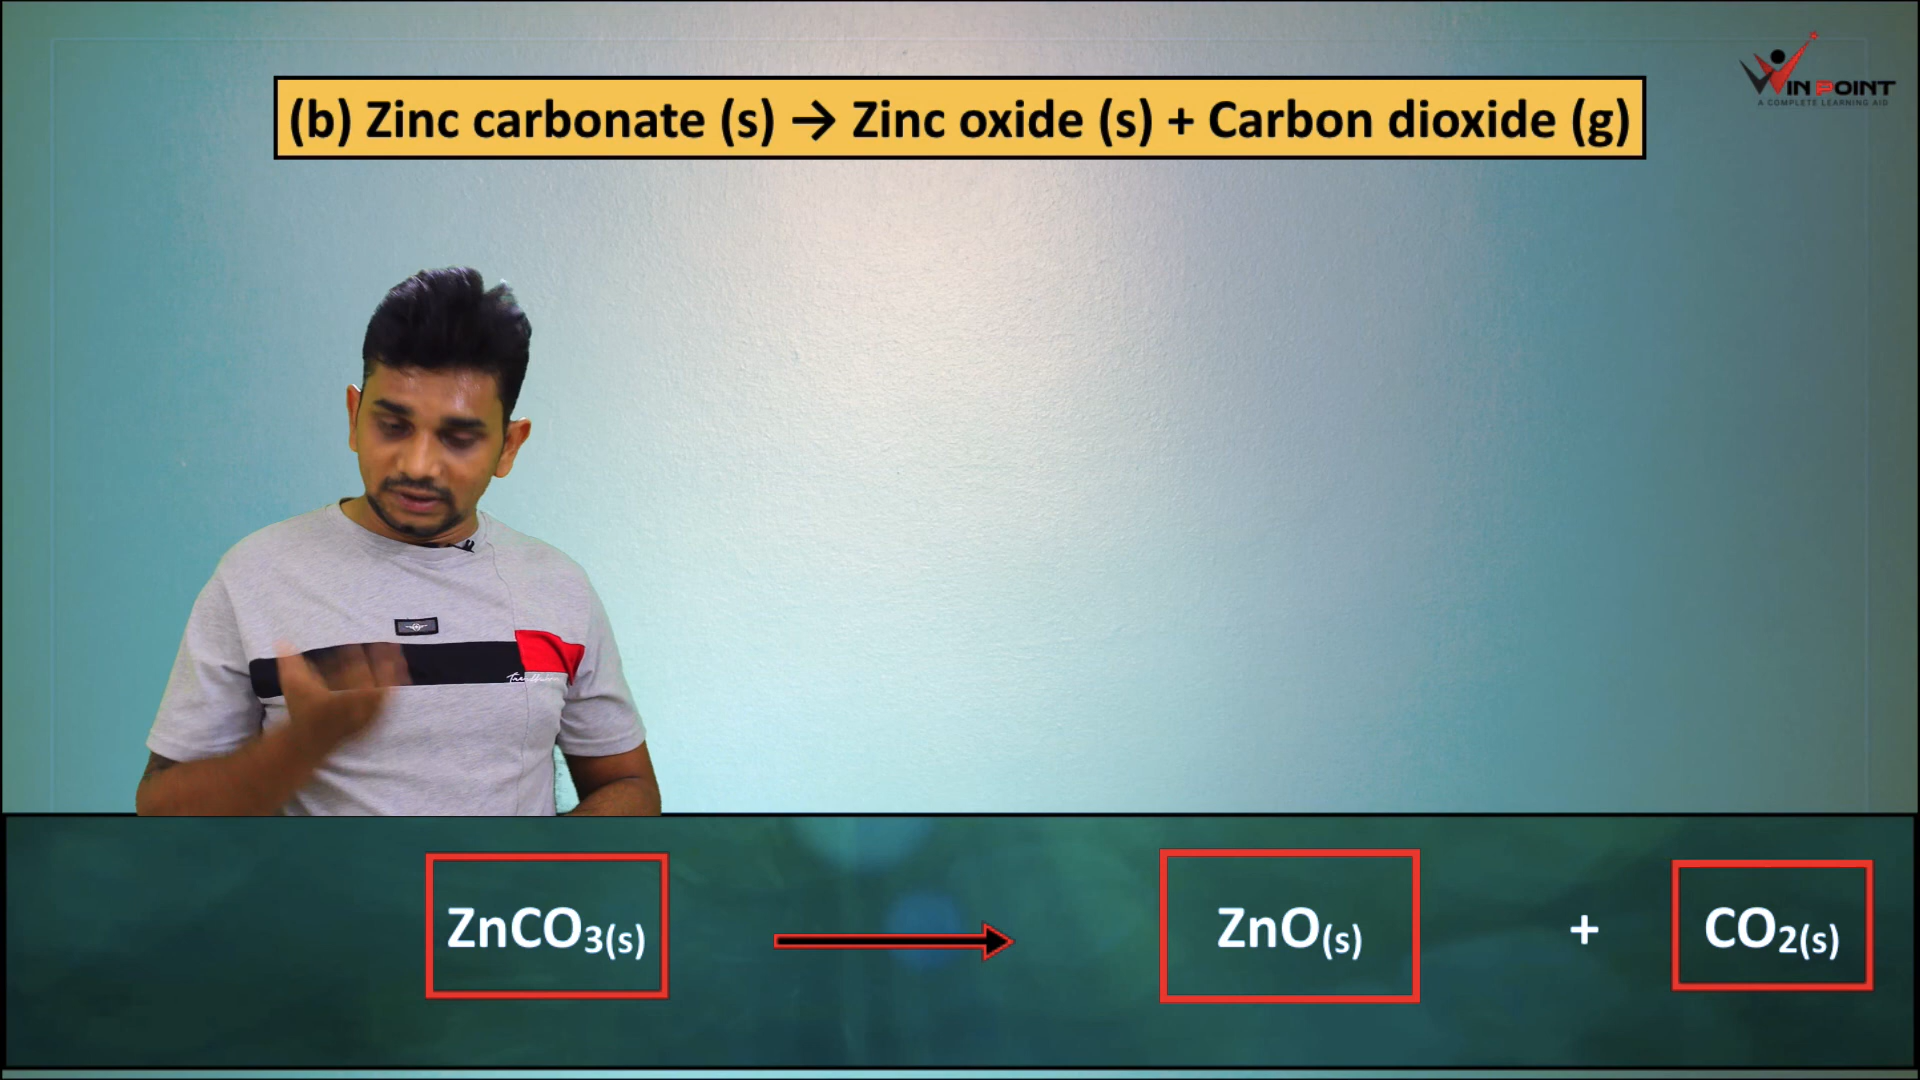 (b) Zinc carbonate (s) → Zinc oxide (s) + Carbon dioxide (g)
WIN POINT
A COMPLETE LEARNING AID
ZnCO₃₍s₎ → ZnO₍s₎ + CO₂₍s₎